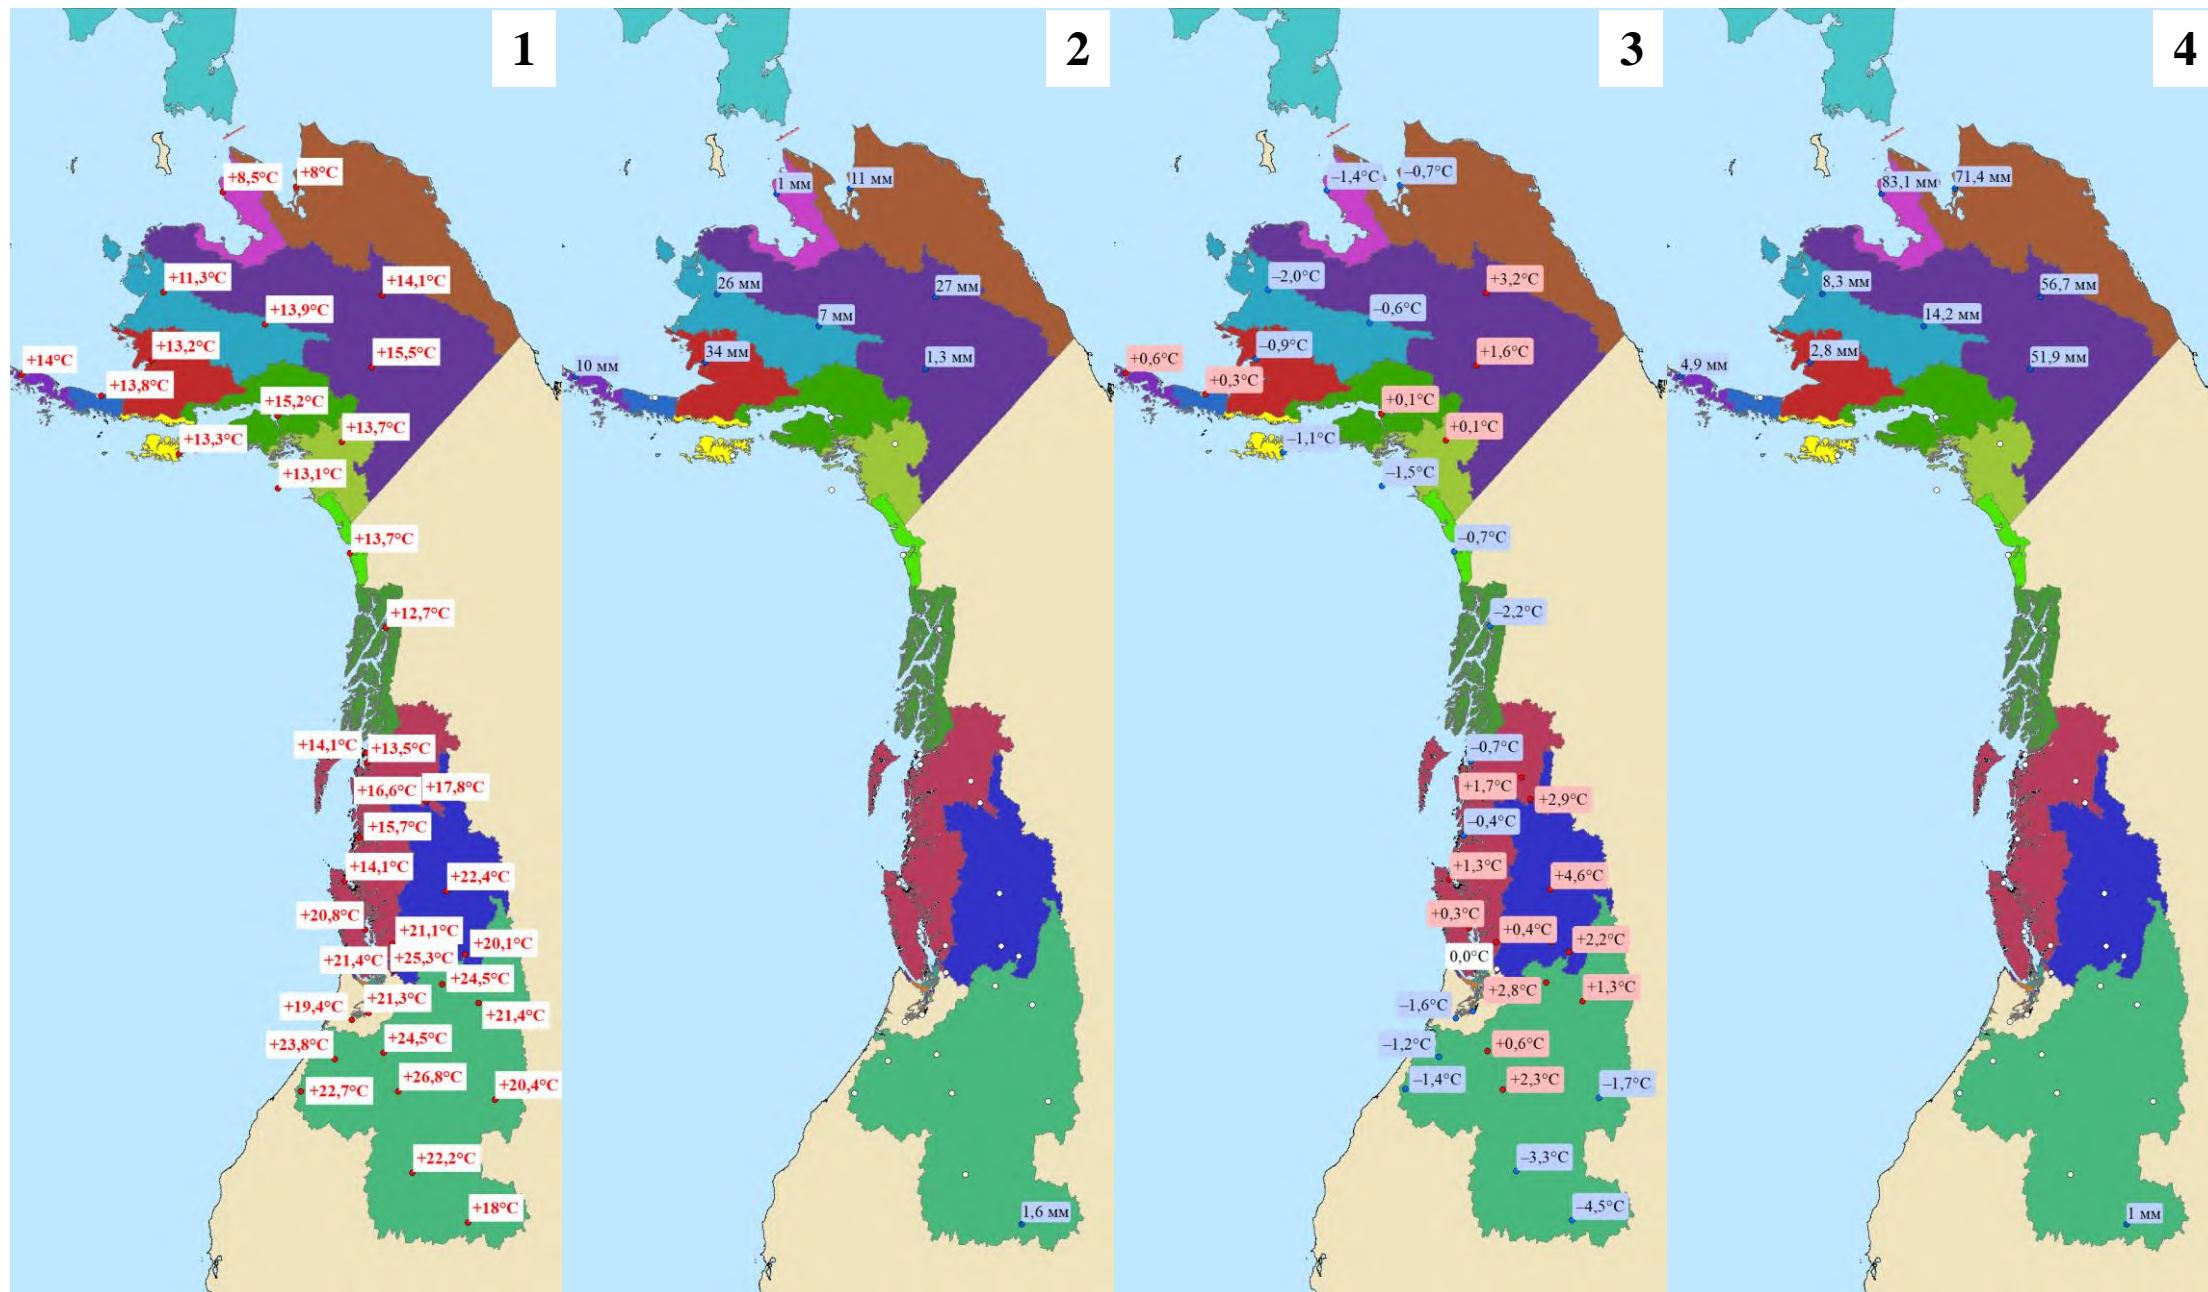 1
+8,5°C
+8°C
+11,3°C
+14,1°C
+13,9°C
+13,2°C
+15,5°C
+14°C
+13,8°C
+15,2°C
+13,7°C
+13,3°C
+13,1°C
+13,7°C
+12,7°C
+14,1°C
+13,5°C
+16,6°C
+17,8°C
+15,7°C
+14,1°C
+22,4°C
+20,8°C
+21,1°C
+20,1°C
+21,4°C
+25,3°C
+24,5°C
+19,4°C
+21,3°C
+21,4°C
+23,8°C
+24,5°C
+22,7°C
+26,8°C
+20,4°C
+22,2°C
+18°C
2
1 мм
11 мм
26 мм
27 мм
7 мм
34 мм
1,3 мм
10 мм
1,6 мм
3
–1,4°C
–0,7°C
–2,0°C
+3,2°C
–0,6°C
–0,9°C
+1,6°C
+0,6°C
+0,3°C
+0,1°C
+0,1°C
–1,1°C
–1,5°C
–0,7°C
–2,2°C
–0,7°C
+1,7°C
+2,9°C
–0,4°C
+1,3°C
+4,6°C
+0,3°C
+0,4°C
+2,2°C
0,0°C
+2,8°C
+1,3°C
–1,6°C
–1,2°C
+0,6°C
–1,4°C
+2,3°C
–1,7°C
–3,3°C
–4,5°C
4
83,1 мм
71,4 мм
8,3 мм
56,7 мм
14,2 мм
2,8 мм
51,9 мм
4,9 мм
1 мм